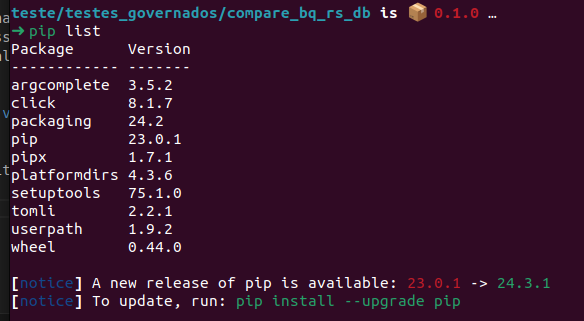 teste/testes_governados/compare_bq_rs_db is 📦 0.1.0 …
➜ pip list
Package      Version
------------ -------
argcomplete  3.5.2
click        8.1.7
packaging    24.2
pip          23.0.1
pipx         1.7.1
platformdirs 4.3.6
setuptools   75.1.0
tomli        2.2.1
userpath     1.9.2
wheel        0.44.0
[notice] A new release of pip is available: 23.0.1 -> 24.3.1
[notice] To update, run: pip install --upgrade pip